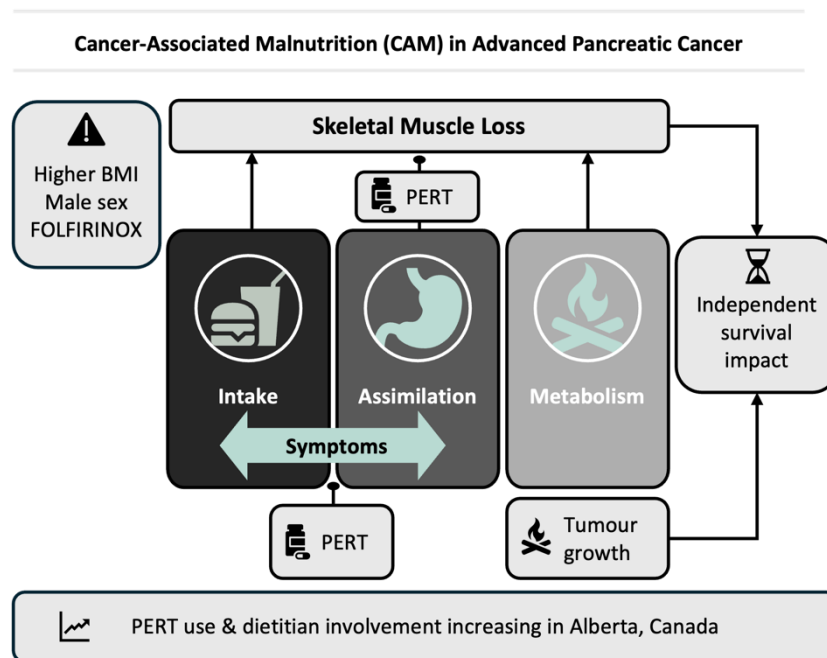 Cancer-Associated Malnutrition (CAM) in Advanced Pancreatic Cancer
Higher BMI
Male sex
FOLFIRINOX
Skeletal Muscle Loss
PERT
Intake
Assimilation
Metabolism
Symptoms
Independent
survival
impact
PERT
Tumour
growth
PERT use & dietitian involvement increasing in Alberta, Canada